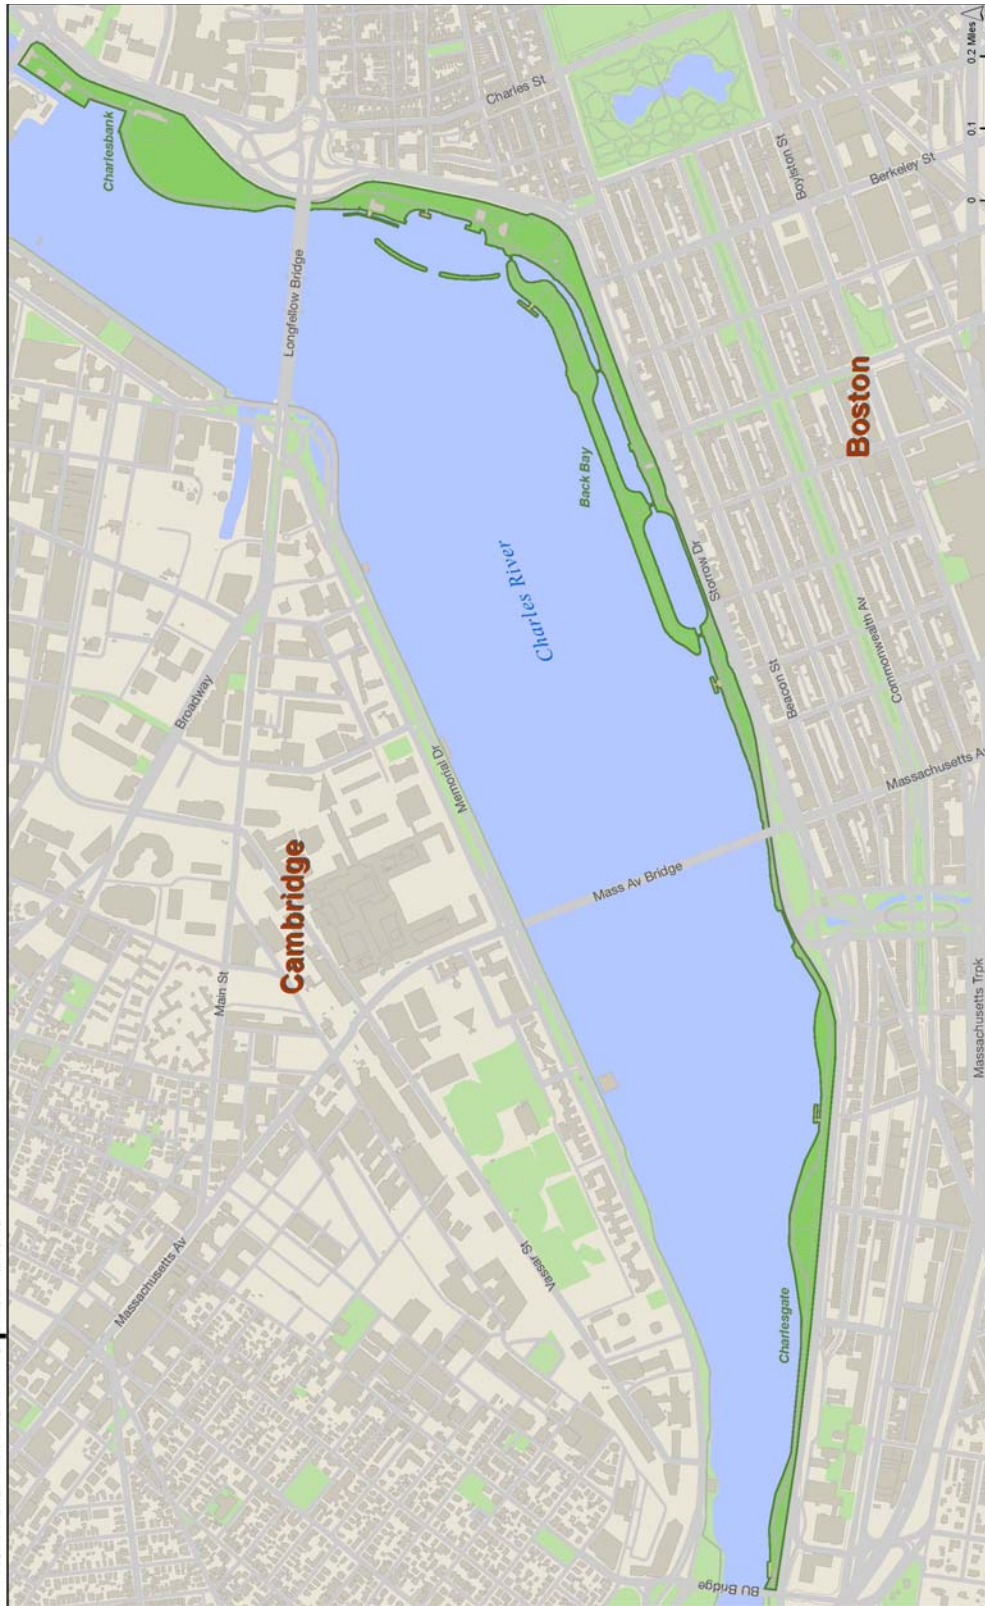 Charlesbank
Charles St
Longfellow Bridge
Boylston St
Berkeley St
0 0.1 0.2 Miles
Back Bay
Boston
Charles River
Storrow Dr
Broadway
Memorial Dr
Beacon St
Commonwealth Av
Massachusetts Av
Mass Av Bridge
Cambridge
Main St
Massachusetts Trpk
Massachusetts Av
Vassar St
Charlesgate
BU Bridge